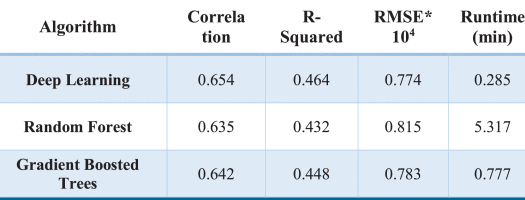 Algorithm Correla R- RMSE* Runtime
tion Squared 10⁴ (min)
Deep Learning 0.654 0.464 0.774 0.285
Random Forest 0.635 0.432 0.815 5.317
Gradient Boosted
Trees 0.642 0.448 0.783 0.777